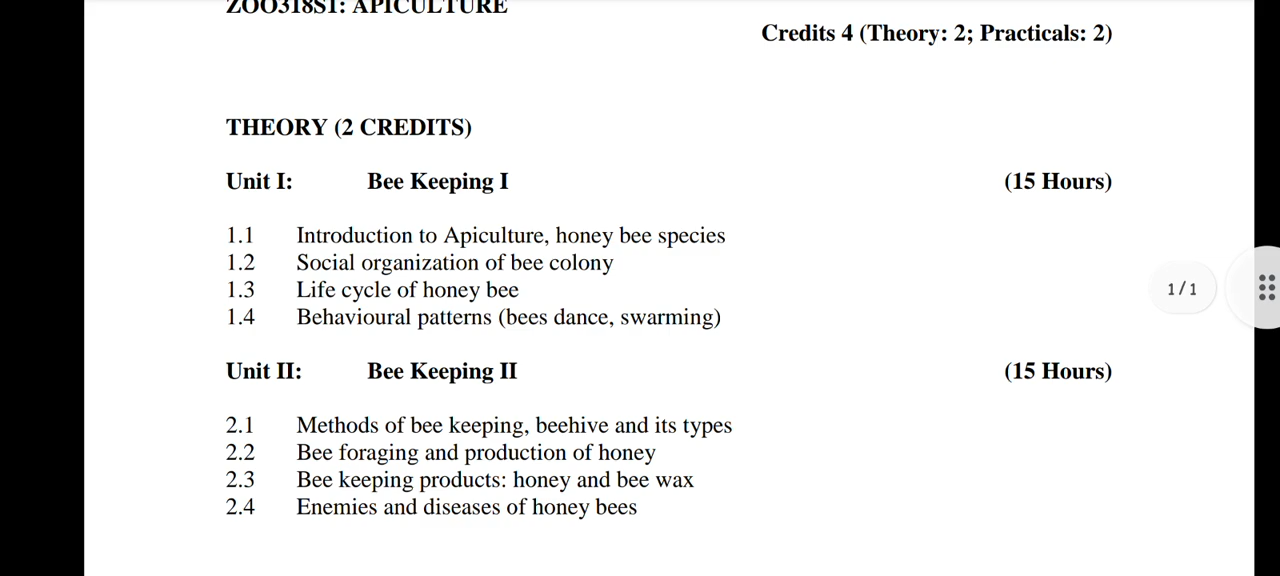 ZOO318S1: APICULTURE
Credits 4 (Theory: 2; Practicals: 2)
THEORY (2 CREDITS)
Unit I: Bee Keeping I (15 Hours)
1.1 Introduction to Apiculture, honey bee species
1.2 Social organization of bee colony
1.3 Life cycle of honey bee
1.4 Behavioural patterns (bees dance, swarming)
1/1
Unit II: Bee Keeping II (15 Hours)
2.1 Methods of bee keeping, beehive and its types
2.2 Bee foraging and production of honey
2.3 Bee keeping products: honey and bee wax
2.4 Enemies and diseases of honey bees